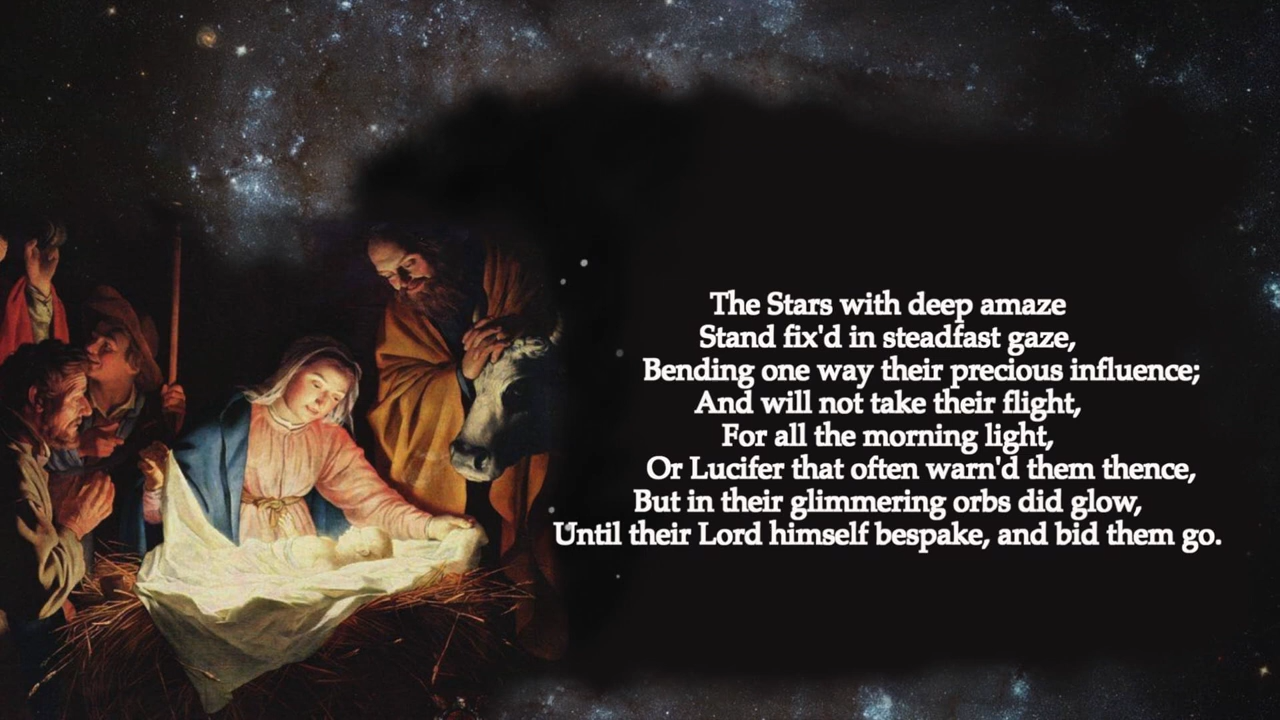 The Stars with deep amaze
Stand fix'd in steadfast gaze,
Bending one way their precious influence;
And will not take their flight,
For all the morning light,
Or Lucifer that often warn'd them thence,
But in their glimmering orbs did glow,
Until their Lord himself bespake, and bid them go.